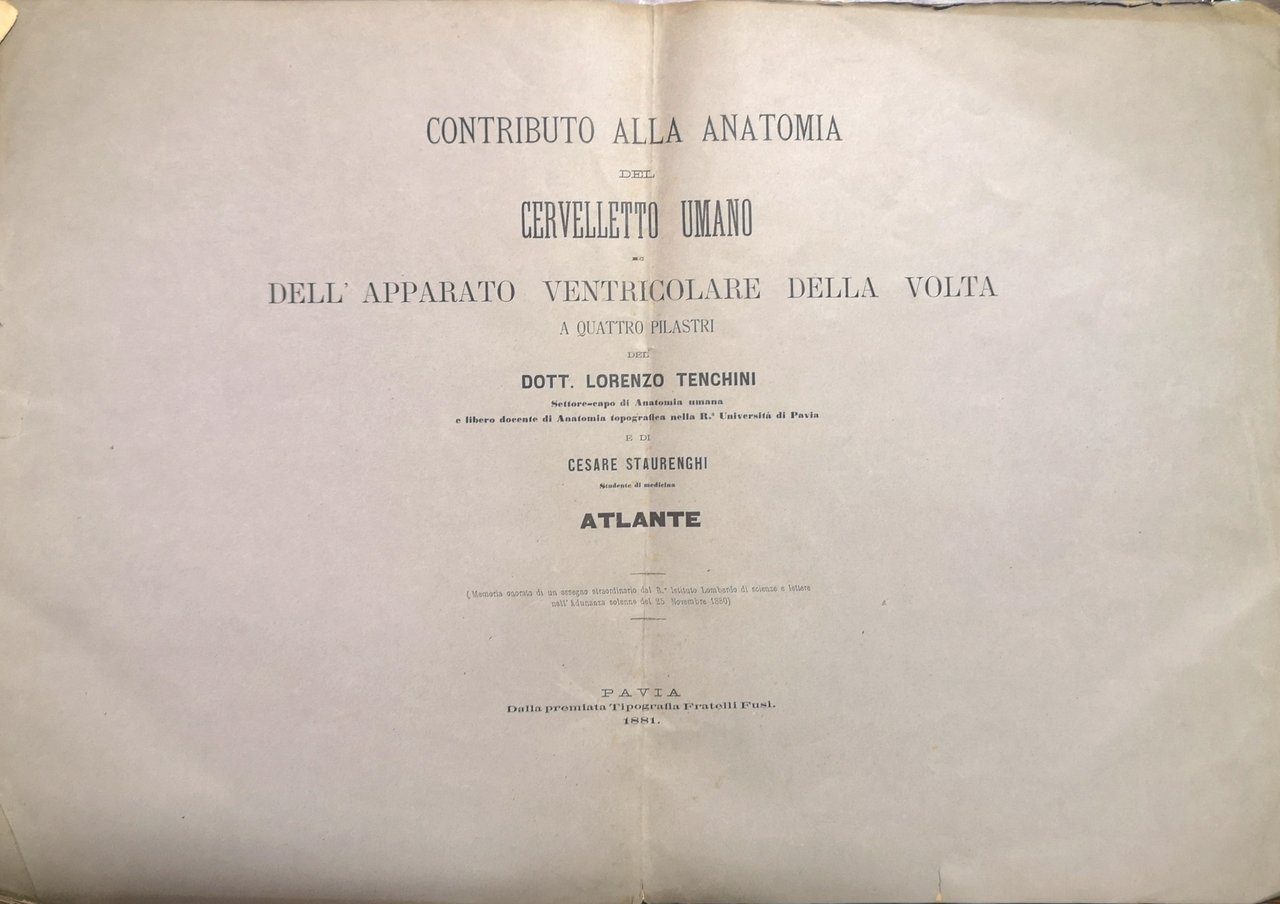 CONTRIBUTO ALLA ANATOMIA
DEL
CERVELLETTO UMANO
E
DELL' APPARATO VENTRICOLARE DELLA VOLTA
A QUATTRO PILASTRI
DEL
DOTT. LORENZO TENCHINI
Settore-capo di Anatomia umana
e libero docente di Anatomia topografica nella R.ª Università di Pavia
E DI
CESARE STAURENGHI
Studente di medicina
ATLANTE
(Memoria onorata di un assegno straordinario dal R.º Istituto Lombardo di scienze e lettere
nell'Adunanza solenne del 25 Novembre 1880)
PAVIA
Dalla premiata Tipografia Fratelli Fusi.
1881.